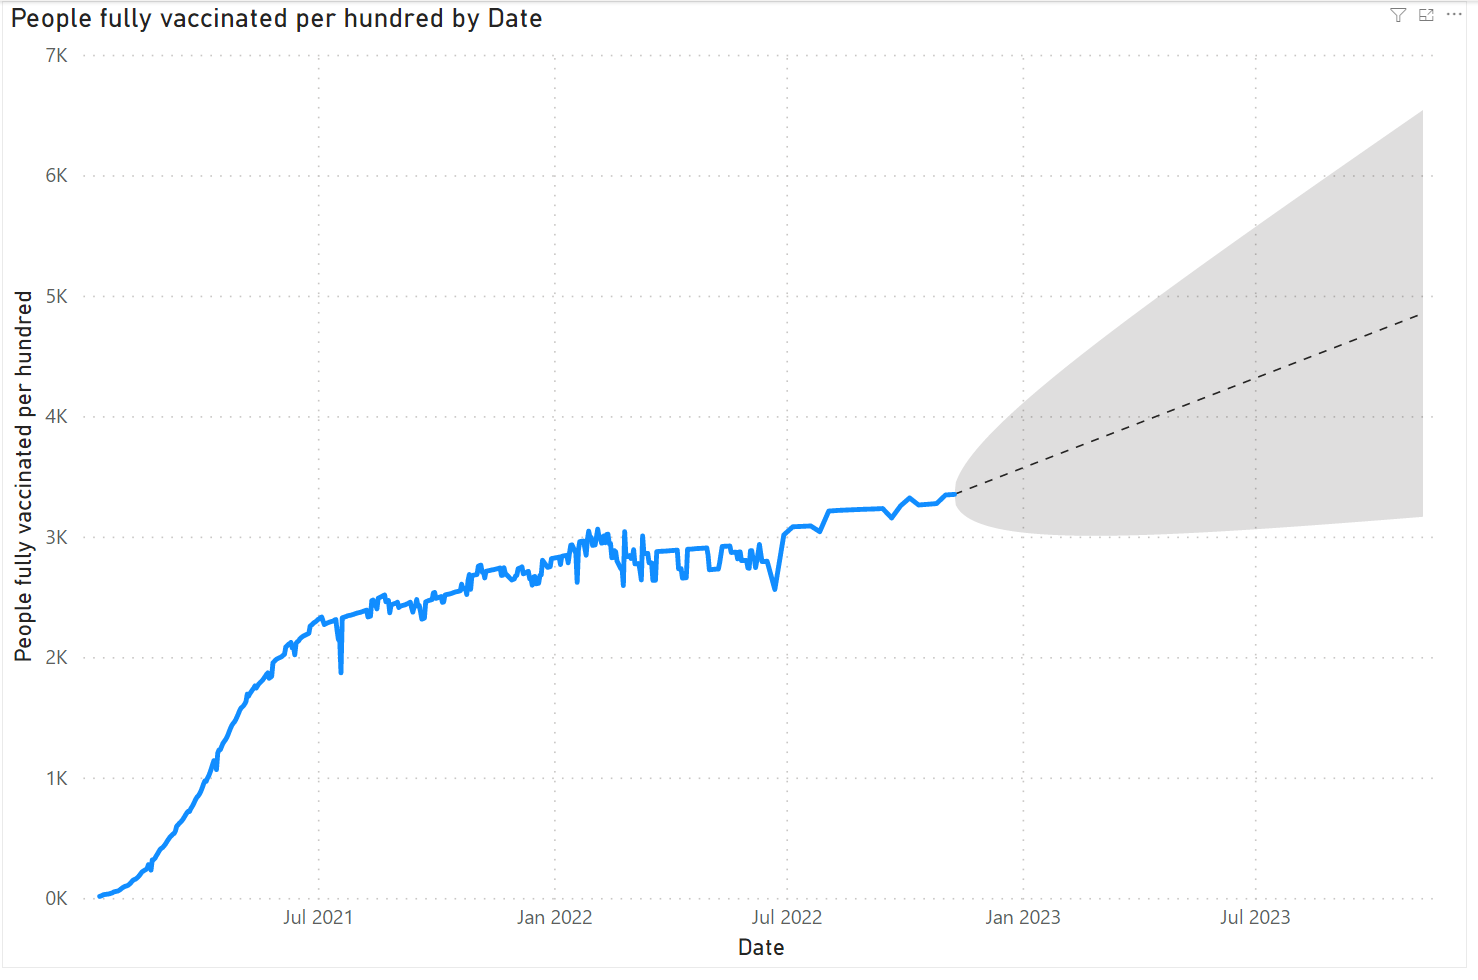 People fully vaccinated per hundred by Date
7K
6K
5K
4K
3K
2K
1K
0K
People fully vaccinated per hundred
Jul 2021
Jan 2022
Jul 2022
Jan 2023
Jul 2023
Date